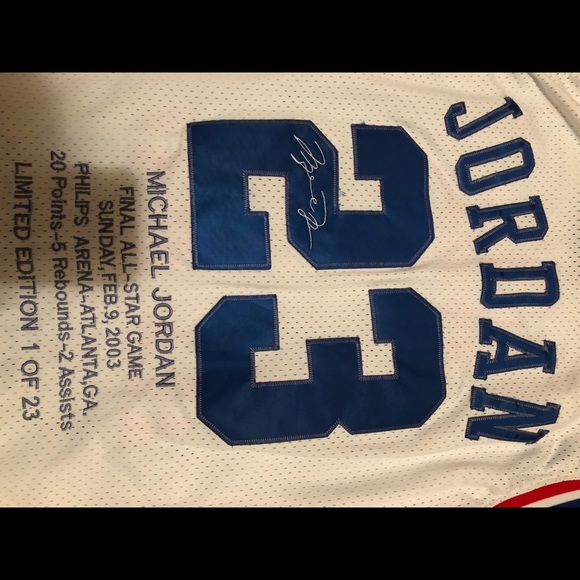 JORDAN
23
MICHAEL JORDAN
FINAL ALL-STAR GAME
SUNDAY,FEB.9, 2003
PHILIPS ARENA-ATLANTA,GA.
20 Points-5 Rebounds-2 Assists
LIMITED EDITION 1 OF 23